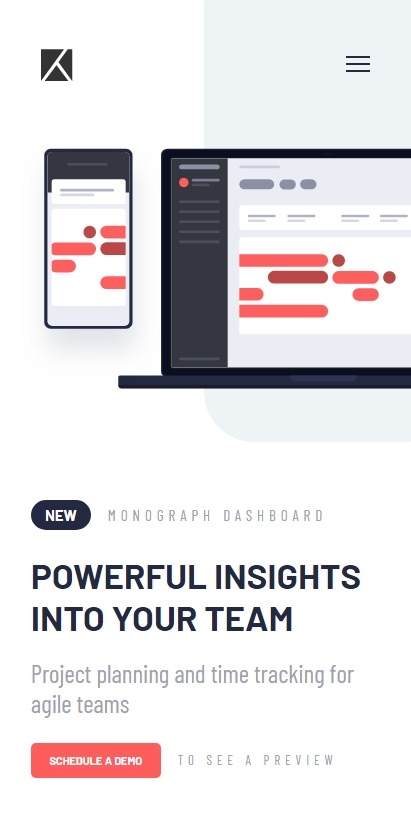 NEW MONOGRAPH DASHBOARD
POWERFUL INSIGHTS
INTO YOUR TEAM
Project planning and time tracking for
agile teams
SCHEDULE A DEMO TO SEE A PREVIEW